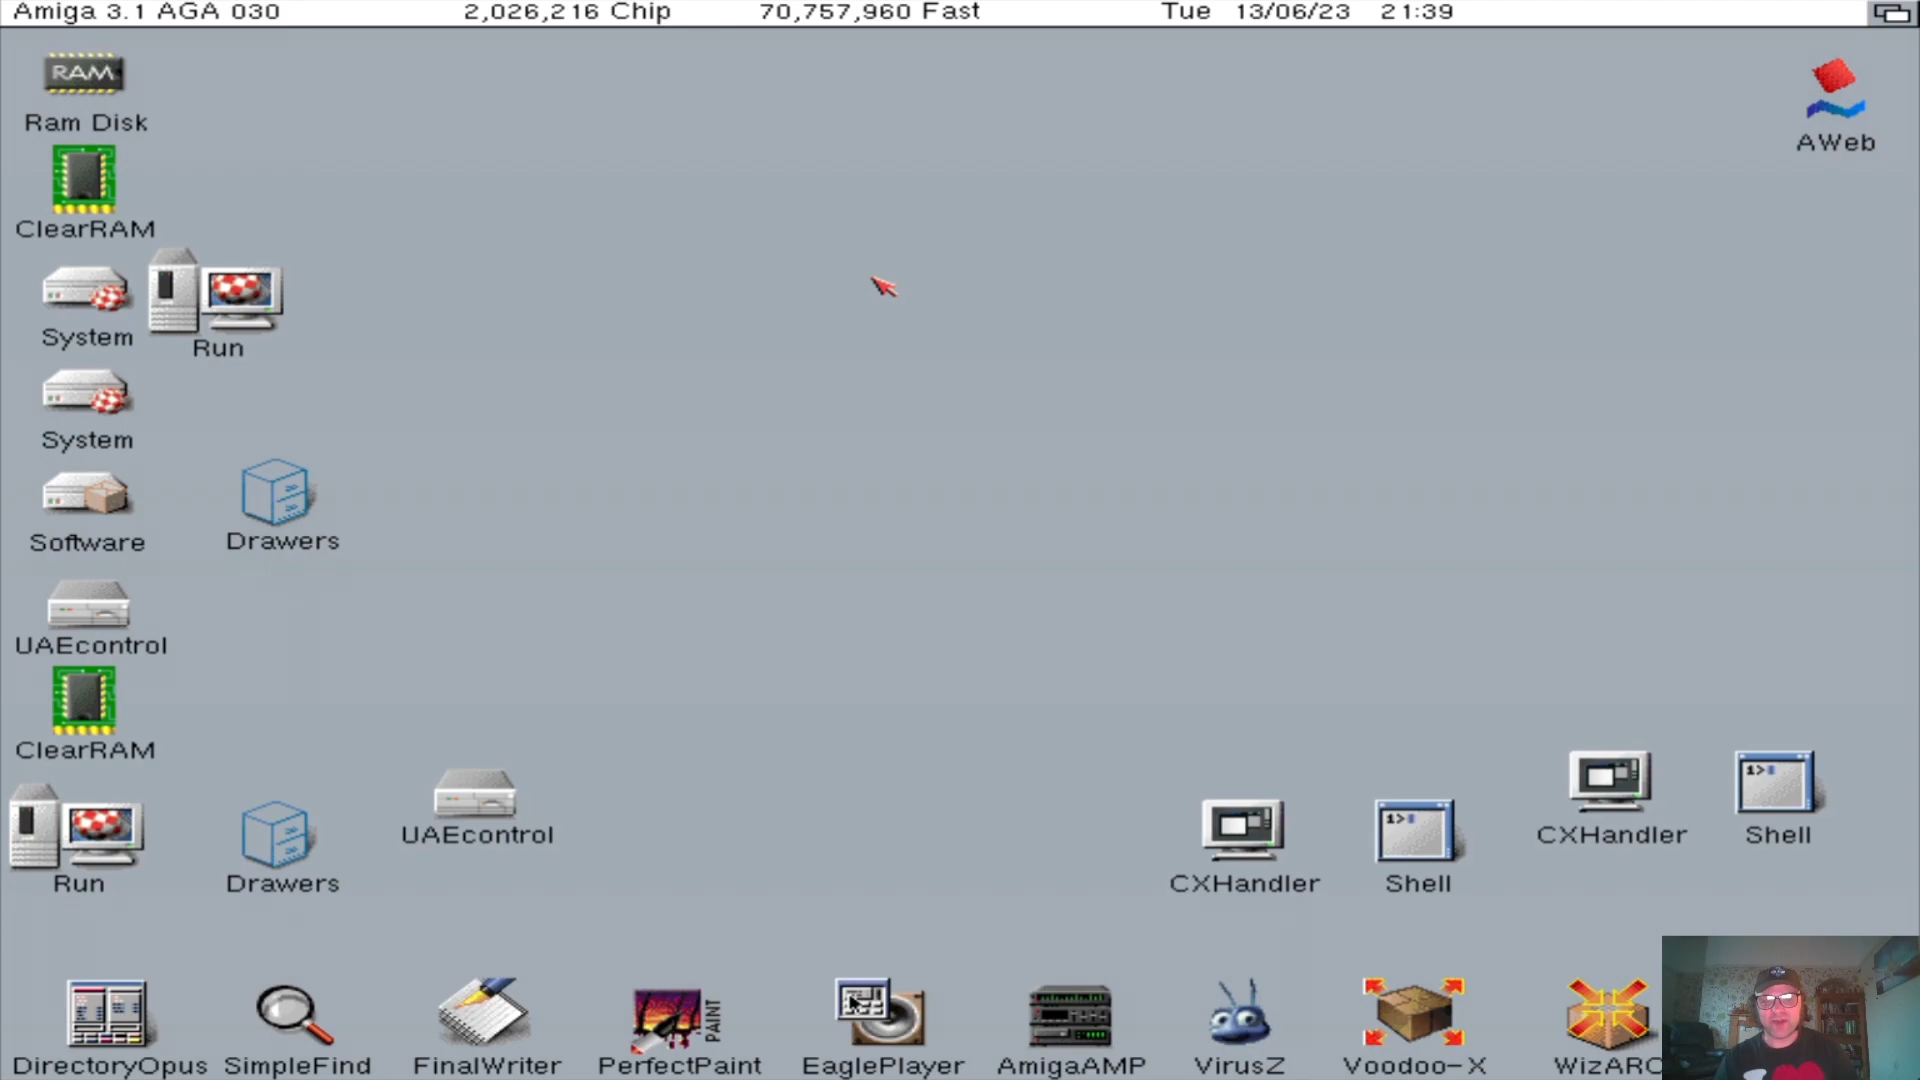 Amiga 3.1 AGA 030 2,026,216 Chip 70,757,960 Fast Tue 13/06/23 21:39
RAM
Ram Disk
AWeb
ClearRAM
System
Run
System
Software
Drawers
UAEcontrol
ClearRAM
UAEcontrol
CXHandler
1>
Shell
Run
Drawers
CXHandler
1>
Shell
PAINT
DirectoryOpus
SimpleFind
FinalWriter
PerfectPaint
EaglePlayer
AmigaAMP
VirusZ
Voodoo-X
WizARC